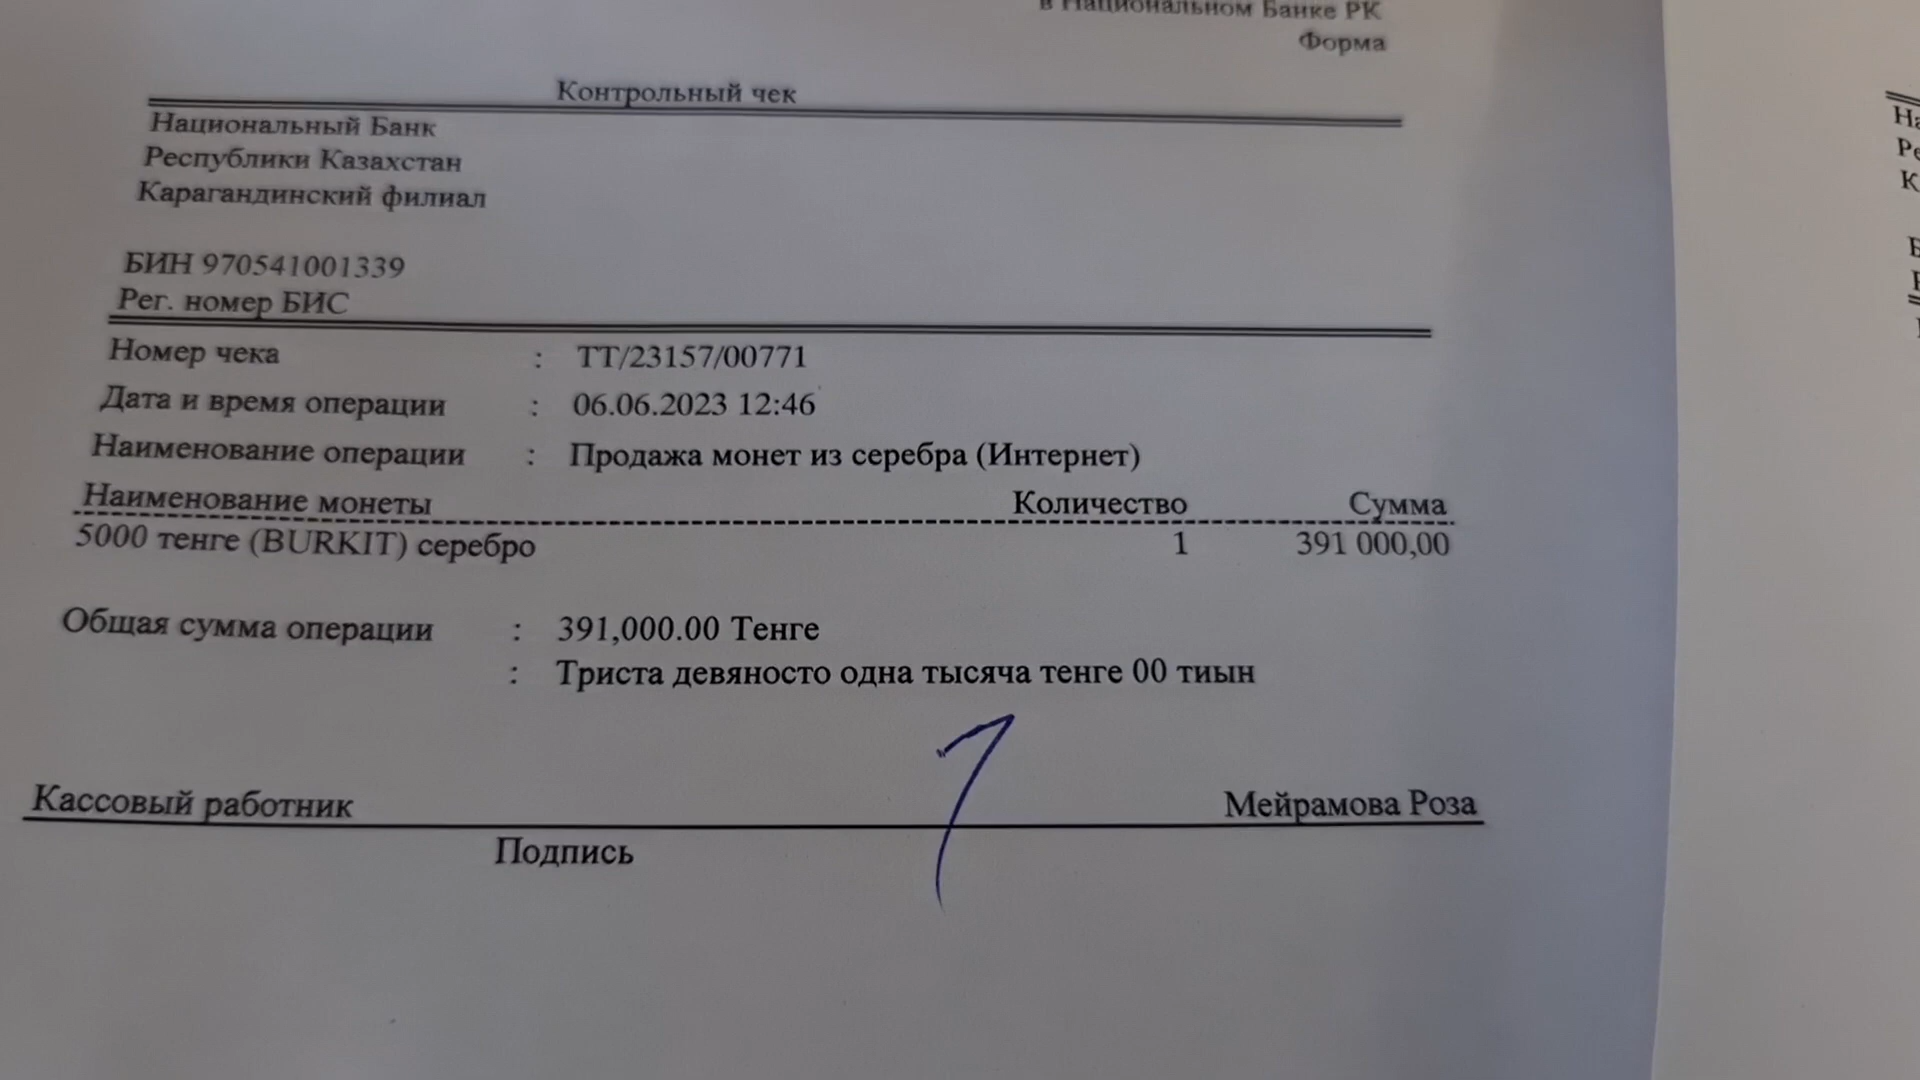 в Национальном Банке РК
Форма
Контрольный чек
Национальный Банк
Республики Казахстан
Карагандинский филиал
БИН 970541001339
Рег. номер БИС
Номер чека : ТТ/23157/00771
Дата и время операции : 06.06.2023 12:46
Наименование операции : Продажа монет из серебра (Интернет)
Наименование монеты Количество Сумма
5000 тенге (BURKIT) серебро 1 391 000,00
Общая сумма операции : 391,000.00 Тенге
: Триста девяносто одна тысяча тенге 00 тиын
Кассовый работник Мейрамова Роза
Подпись